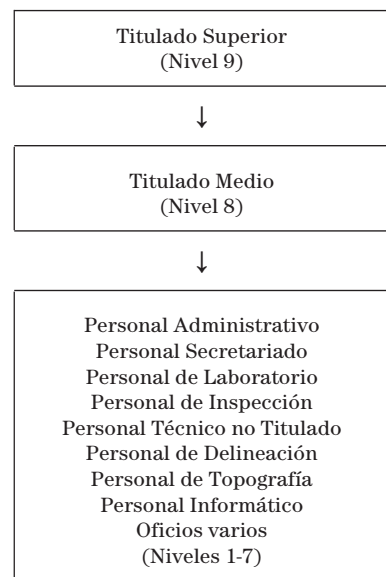 Titulado Superior
(Nivel 9)
↓
Titulado Medio
(Nivel 8)
↓
Personal Administrativo
Personal Secretariado
Personal de Laboratorio
Personal de Inspección
Personal Técnico no Titulado
Personal de Delineación
Personal de Topografía
Personal Informático
Oficios varios
(Niveles 1-7)